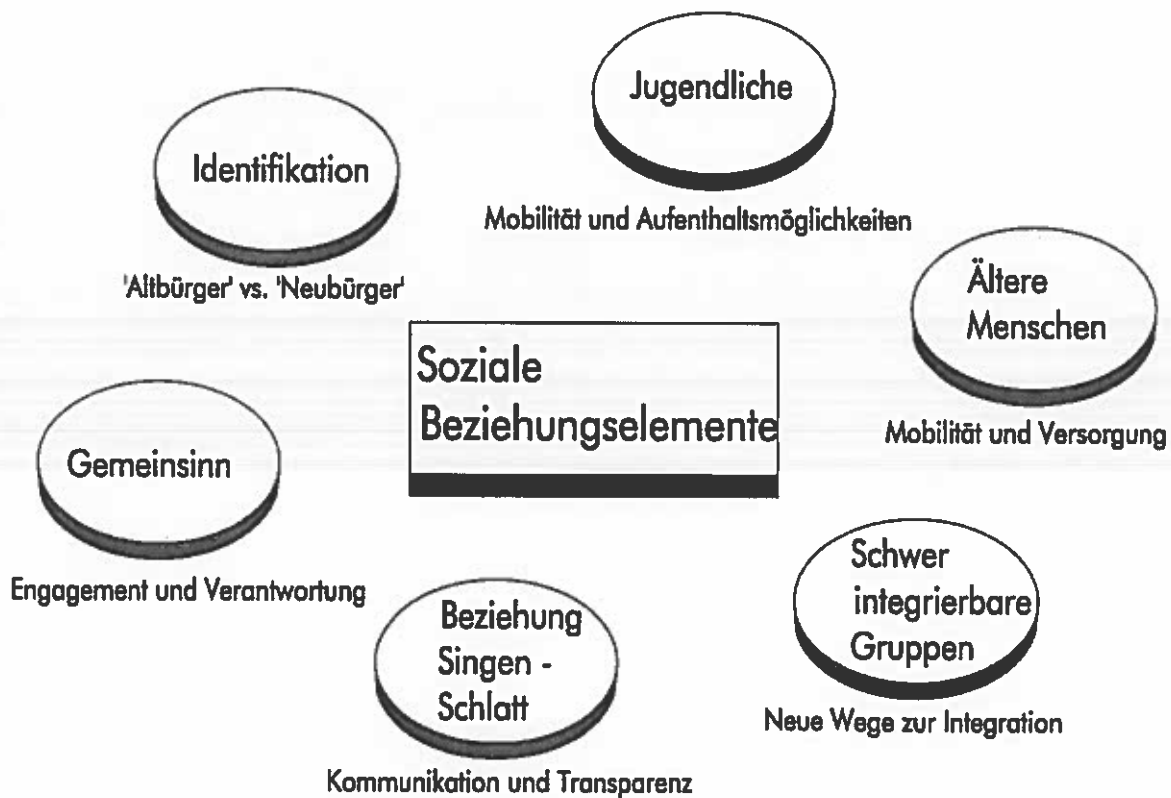 Jugendliche
Mobilität und Aufenthaltsmöglichkeiten
Identifikation
'Altbürger' vs. 'Neubürger'
Ältere
Menschen
Mobilität und Versorgung
Soziale
Beziehungselemente
Gemeinsinn
Engagement und Verantwortung
Schwer
integrierbare
Gruppen
Neue Wege zur Integration
Beziehung
Singen -
Schlatt
Kommunikation und Transparenz